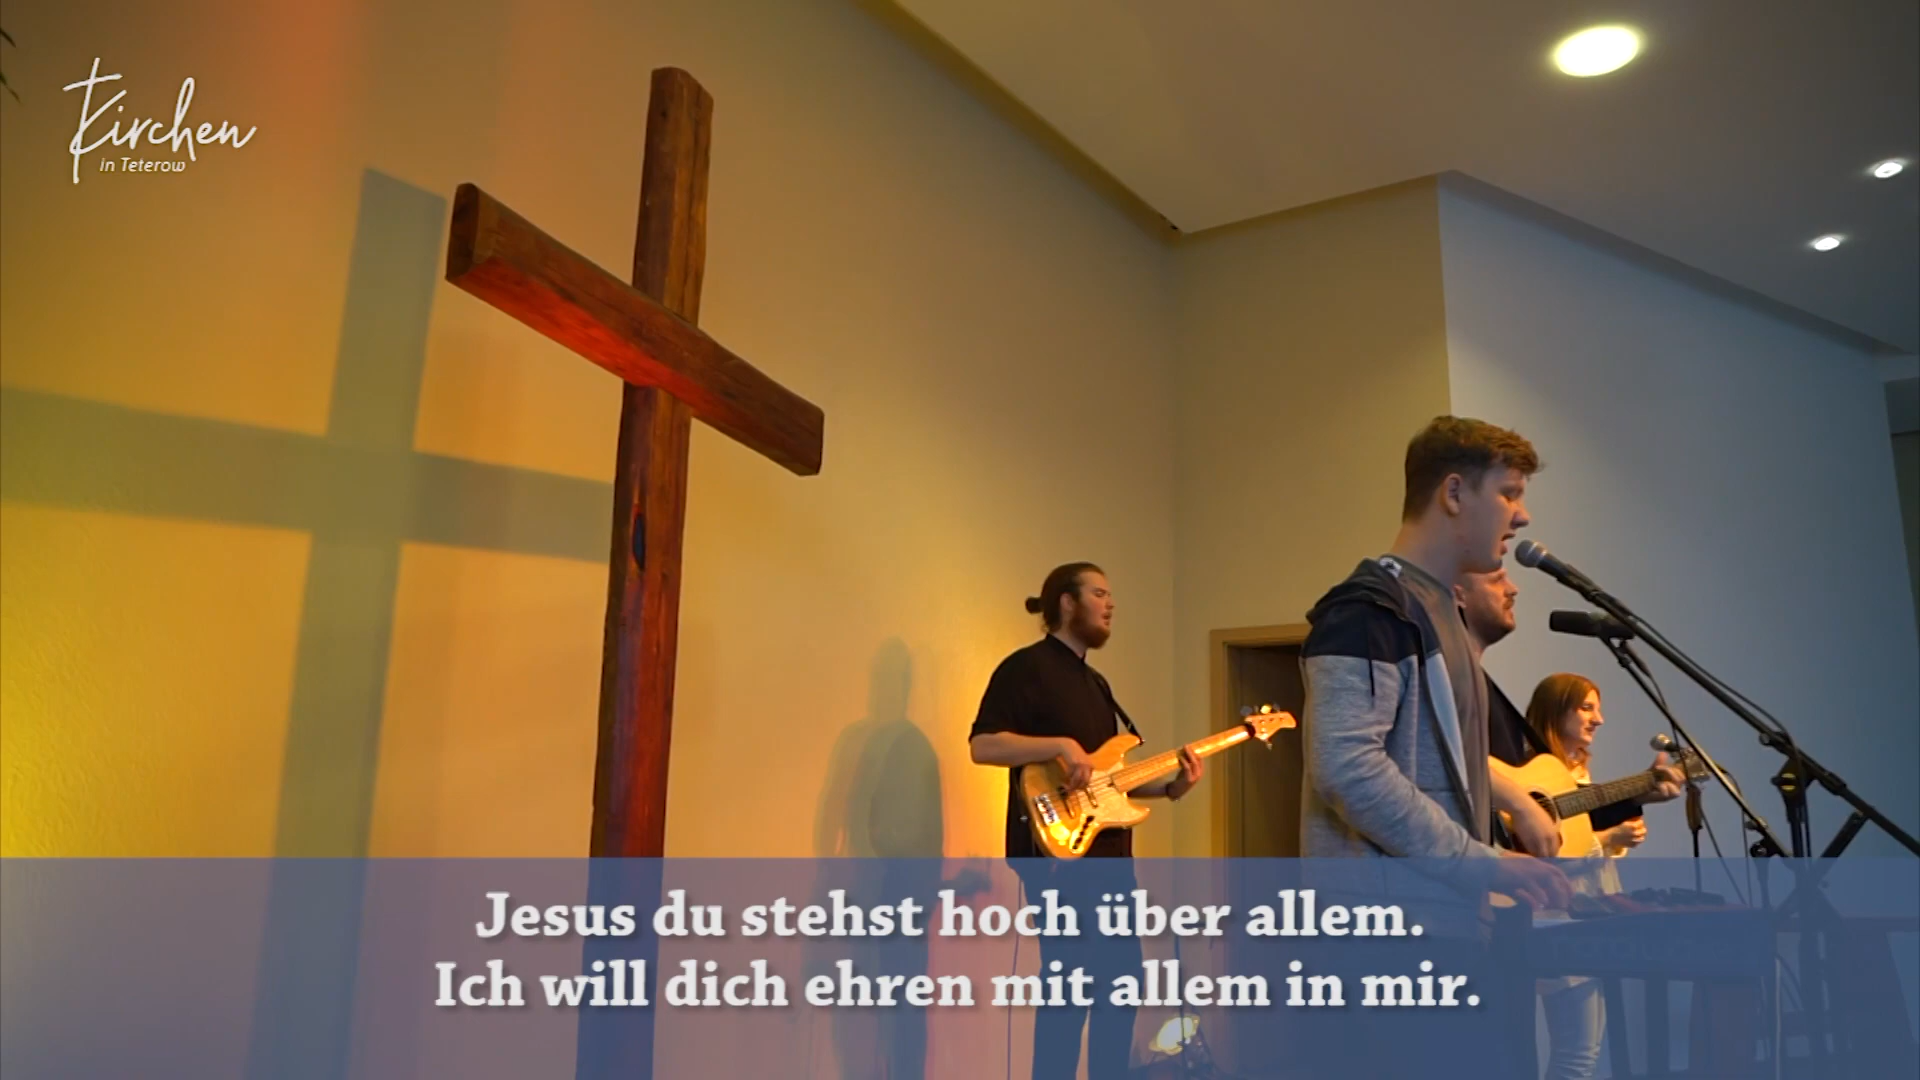 Kirchen
in Teterow
Jesus du stehst hoch über allem.
Ich will dich ehren mit allem in mir.